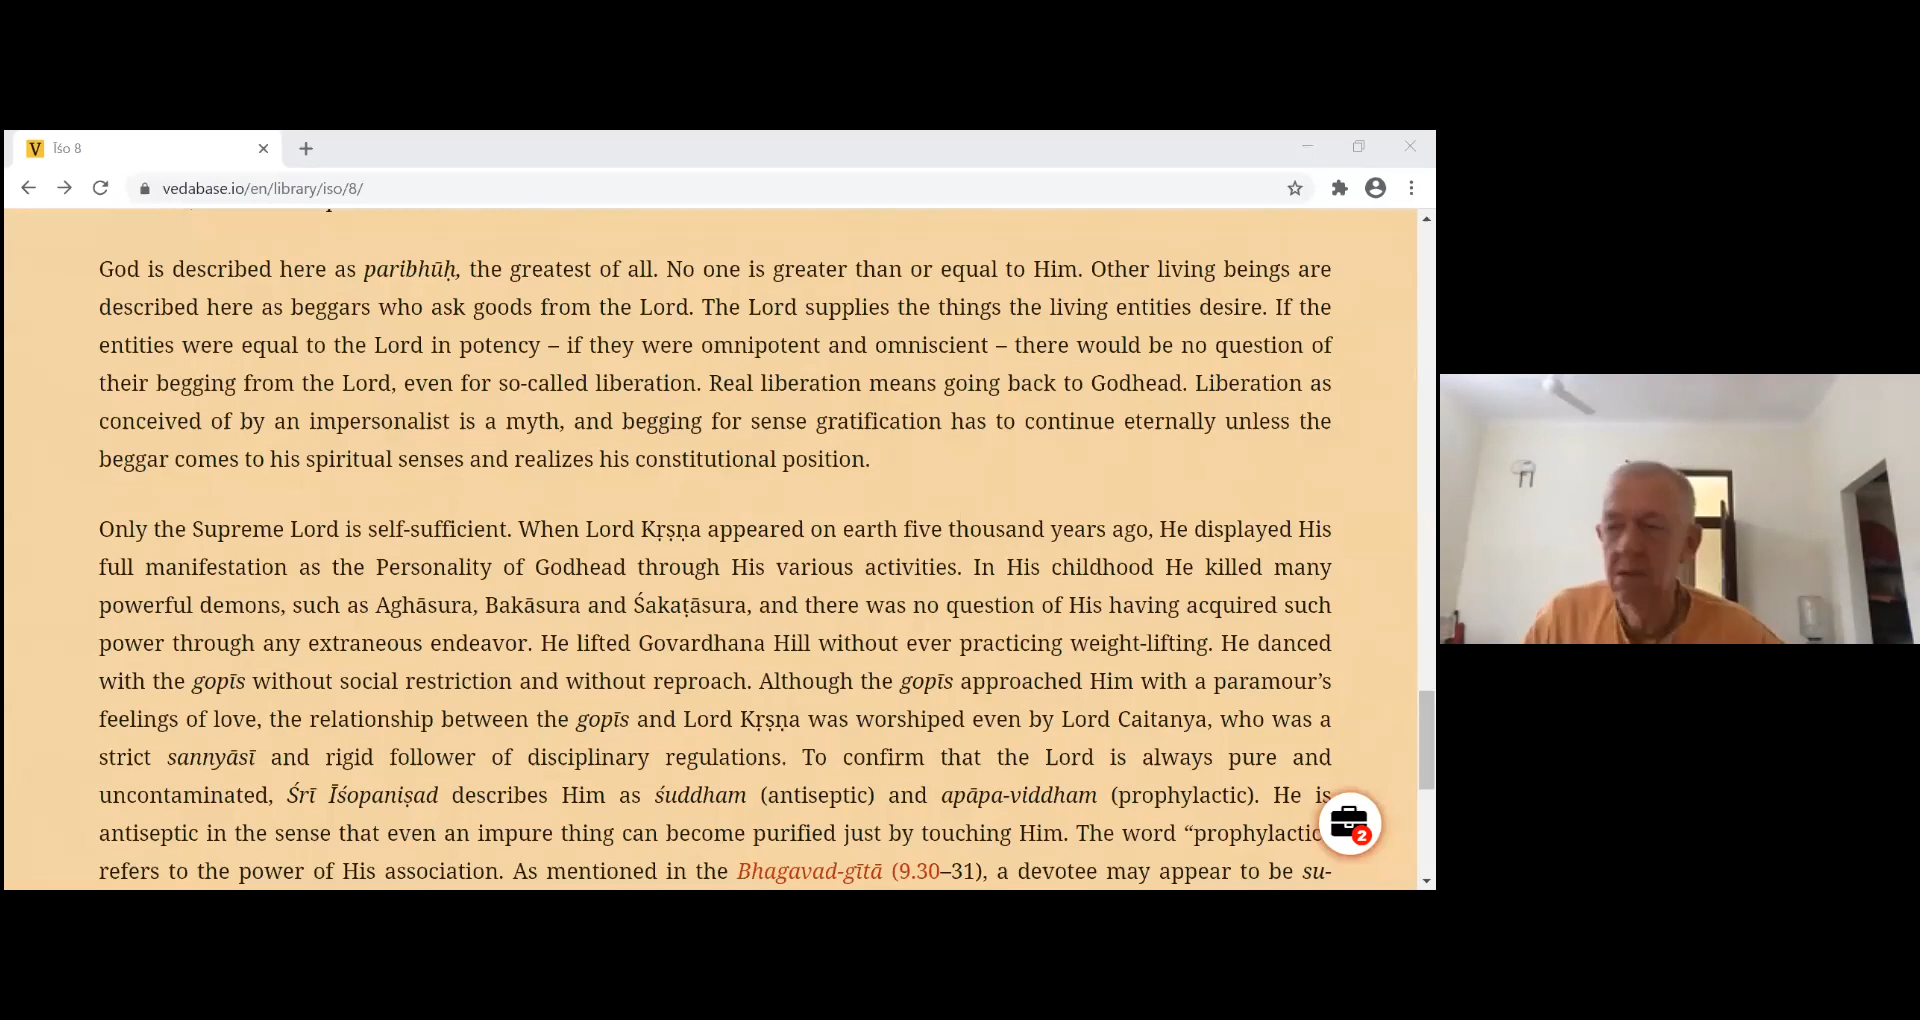 Īśo 8
vedabase.io/en/library/iso/8/
God is described here as paribhūḥ, the greatest of all. No one is greater than or equal to Him. Other living beings are
described here as beggars who ask goods from the Lord. The Lord supplies the things the living entities desire. If the
entities were equal to the Lord in potency – if they were omnipotent and omniscient – there would be no question of
their begging from the Lord, even for so-called liberation. Real liberation means going back to Godhead. Liberation as
conceived of by an impersonalist is a myth, and begging for sense gratification has to continue eternally unless the
beggar comes to his spiritual senses and realizes his constitutional position.
Only the Supreme Lord is self-sufficient. When Lord Kṛṣṇa appeared on earth five thousand years ago, He displayed His
full manifestation as the Personality of Godhead through His various activities. In His childhood He killed many
powerful demons, such as Aghāsura, Bakāsura and Śakaṭāsura, and there was no question of His having acquired such
power through any extraneous endeavor. He lifted Govardhana Hill without ever practicing weight-lifting. He danced
with the gopīs without social restriction and without reproach. Although the gopīs approached Him with a paramour’s
feelings of love, the relationship between the gopīs and Lord Kṛṣṇa was worshiped even by Lord Caitanya, who was a
strict sannyāsī and rigid follower of disciplinary regulations. To confirm that the Lord is always pure and
uncontaminated, Śrī Īśopaniṣad describes Him as śuddham (antiseptic) and apāpa-viddham (prophylactic). He is
antiseptic in the sense that even an impure thing can become purified just by touching Him. The word “prophylactic
refers to the power of His association. As mentioned in the Bhagavad-gītā (9.30–31), a devotee may appear to be su-
V
2